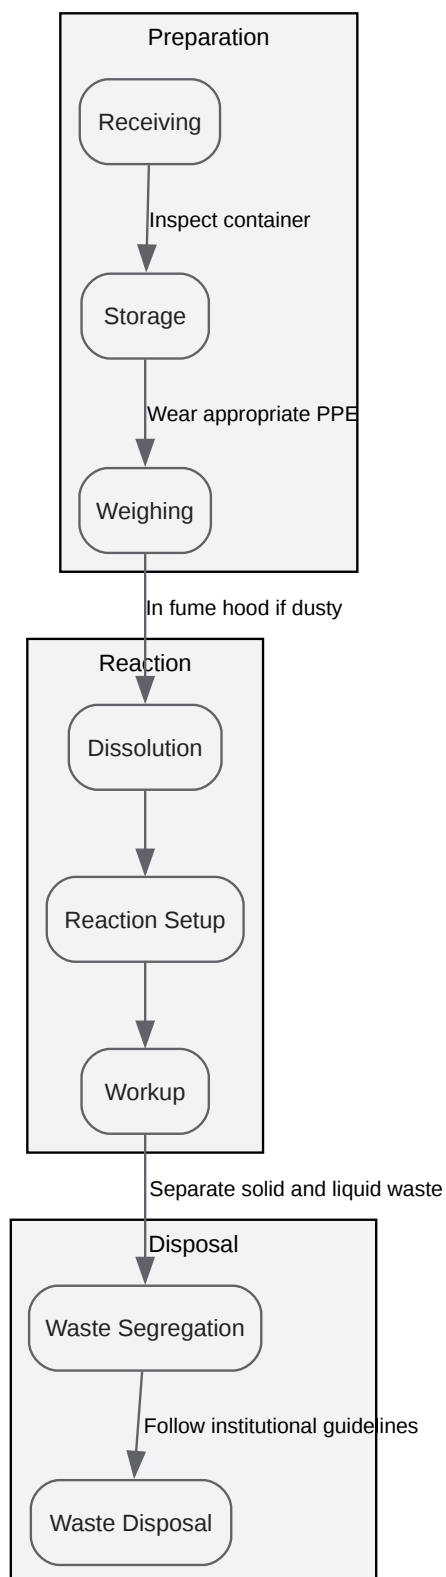 Preparation
Receiving
Inspect container
Storage
Wear appropriate PPE
Weighing
In fume hood if dusty
Reaction
Dissolution
Reaction Setup
Workup
Separate solid and liquid waste
Disposal
Waste Segregation
Follow institutional guidelines
Waste Disposal